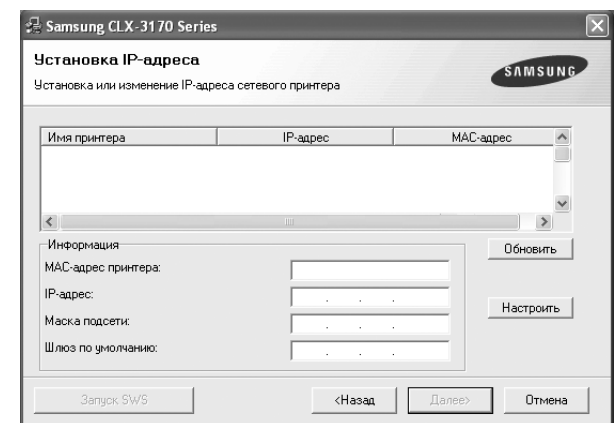 Samsung CLX-3170 Series
Установка IP-адреса
Установка или изменение IP-адреса сетевого принтера
SAMSUNG
Имя принтера IP-адрес MAC-адрес
Информация
MAC-адрес принтера:
Обновить
IP-адрес:
Настроить
Маска подсети:
Шлюз по умолчанию:
Запуск SWS <Назад Далее> Отмена